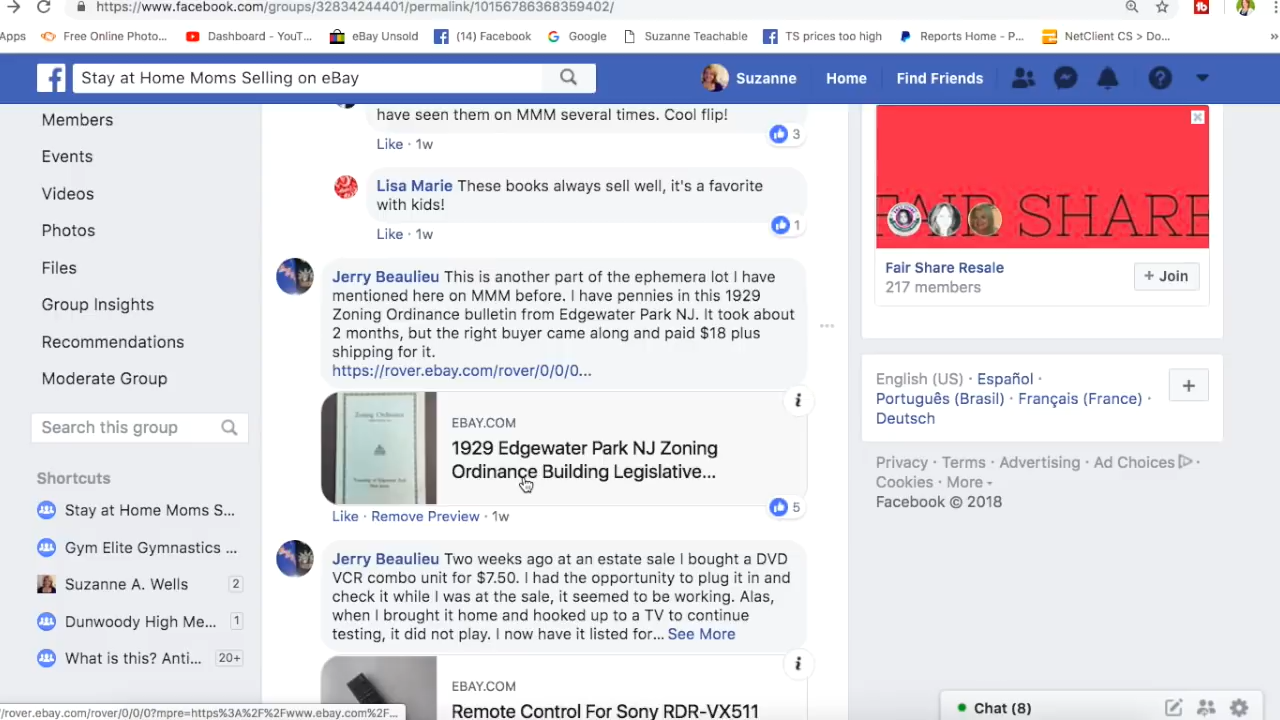 https://www.facebook.com/groups/32834244401/permalink/10156786368359402/
Apps
Free Online Photo...
Dashboard - YouT...
eBay Unsold
(14) Facebook
Google
Suzanne Teachable
TS prices too high
Reports Home - P...
NetClient CS > Do...
Stay at Home Moms Selling on eBay
Suzanne
Home
Find Friends
Members
Events
Videos
Photos
Files
Group Insights
Recommendations
Moderate Group
Search this group
Shortcuts
Stay at Home Moms S...
Gym Elite Gymnastics ...
Suzanne A. Wells 2
Dunwoody High Me... 1
What is this? Anti... 20+
have seen them on MMM several times. Cool flip!
3
Like · 1w
Lisa Marie These books always sell well, it's a favorite
with kids!
1
Like · 1w
Jerry Beaulieu This is another part of the ephemera lot I have
mentioned here on MMM before. I have pennies in this 1929
Zoning Ordinance bulletin from Edgewater Park NJ. It took about
2 months, but the right buyer came along and paid $18 plus
shipping for it.
https://rover.ebay.com/rover/0/0/0...
Zoning Ordinance
EBAY.COM
1929 Edgewater Park NJ Zoning
Ordinance Building Legislative...
5
Like · Remove Preview · 1w
Jerry Beaulieu Two weeks ago at an estate sale I bought a DVD
VCR combo unit for $7.50. I had the opportunity to plug it in and
check it while I was at the sale, it seemed to be working. Alas,
when I brought it home and hooked up to a TV to continue
testing, it did not play. I now have it listed for... See More
EBAY.COM
Remote Control For Sony RDR-VX511
FAIR SHARE
Fair Share Resale
217 members
+ Join
English (US) · Español ·
Português (Brasil) · Français (France) ·
Deutsch
Privacy · Terms · Advertising · Ad Choices ·
Cookies · More
Facebook © 2018
Chat (8)
/rover.ebay.com/rover/0/0/0?mpre=https%3A%2F%2Fwww.ebay.com%2F...